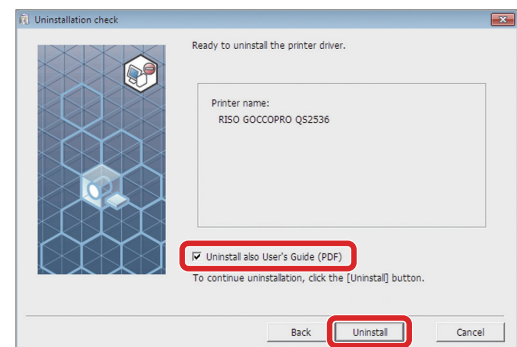 Uninstallation check
Ready to uninstall the printer driver.
Printer name:
RISO GOCCOPRO QS2536
Uninstall also User's Guide (PDF)
To continue uninstallation, click the [Uninstall] button.
Back Uninstall Cancel